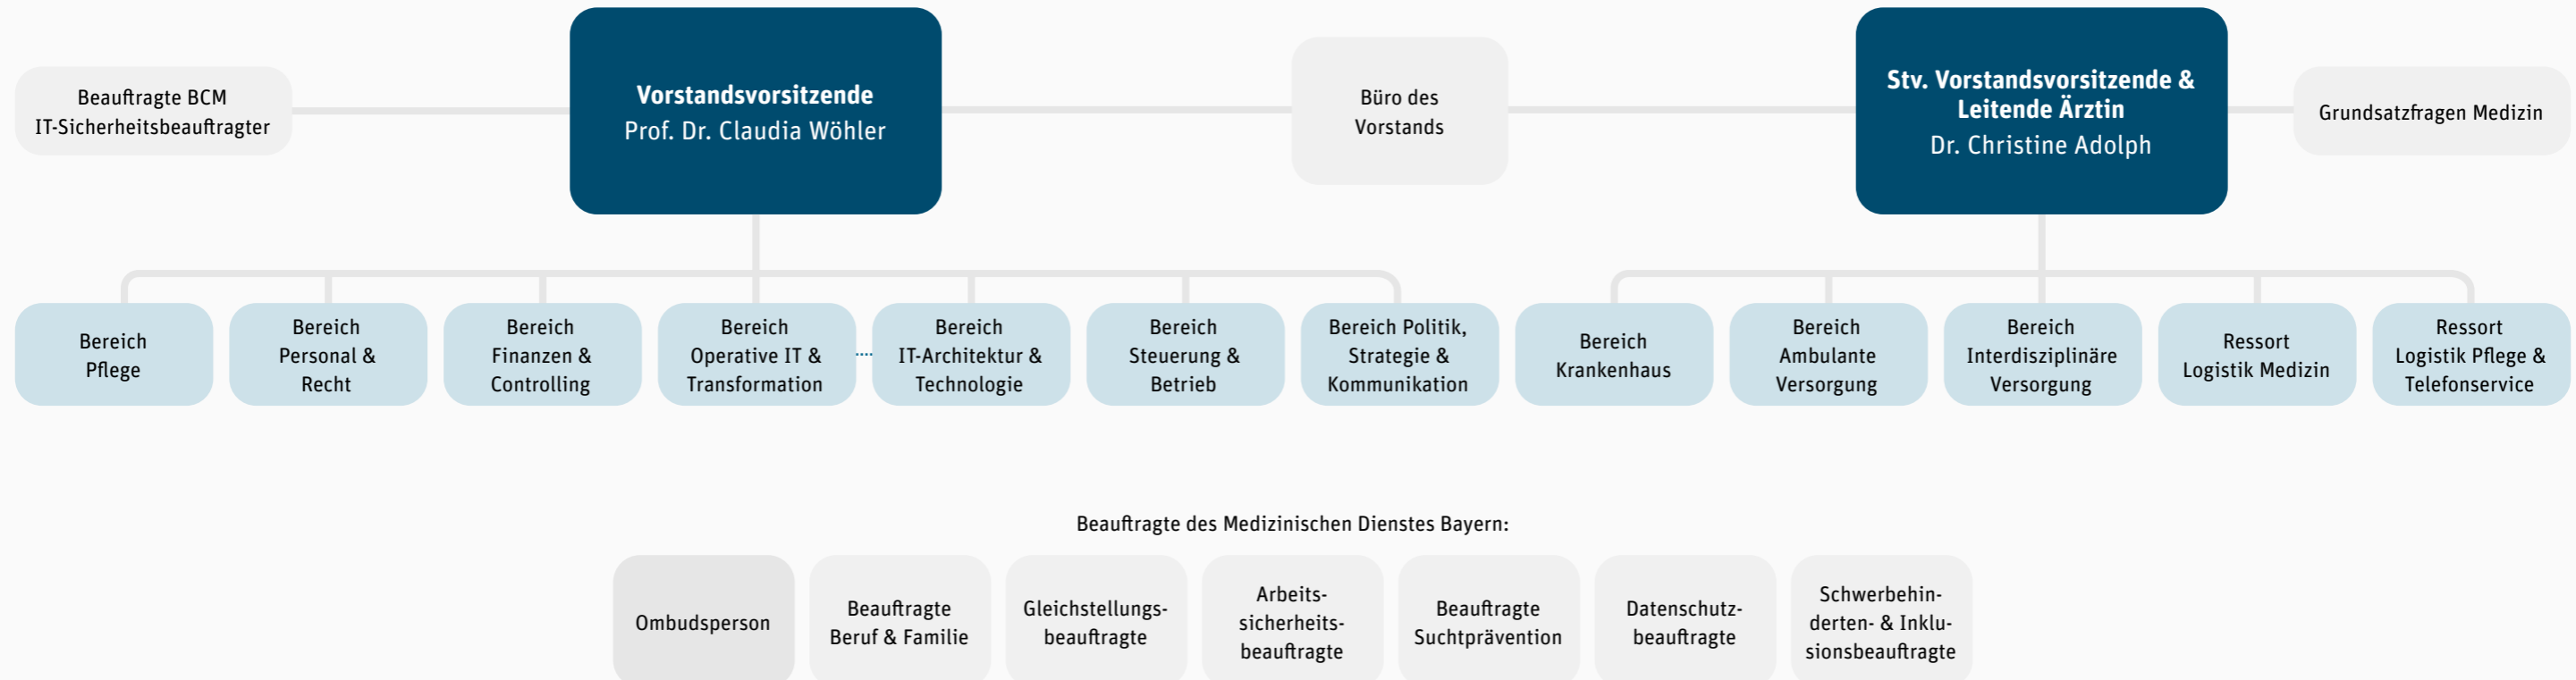 Beauftragte BCM
IT-Sicherheitsbeauftragter
Vorstandsvorsitzende
Prof. Dr. Claudia Wöhler
Büro des
Vorstands
Stv. Vorstandsvorsitzende &
Leitende Ärztin
Dr. Christine Adolph
Grundsatzfragen Medizin
Bereich
Pflege
Bereich
Personal &
Recht
Bereich
Finanzen &
Controlling
Bereich
Operative IT &
Transformation
Bereich
IT-Architektur &
Technologie
Bereich
Steuerung &
Betrieb
Bereich Politik,
Strategie &
Kommunikation
Bereich
Krankenhaus
Bereich
Ambulante
Versorgung
Bereich
Interdisziplinäre
Versorgung
Ressort
Logistik Medizin
Ressort
Logistik Pflege &
Telefonservice
Beauftragte des Medizinischen Dienstes Bayern:
Ombudsperson
Beauftragte
Beruf & Familie
Gleichstellungs-
beauftragte
Arbeits-
sicherheits-
beauftragte
Beauftragte
Suchtprävention
Datenschutz-
beauftragte
Schwerbehin-
derten- & Inklu-
sionsbeauftragte